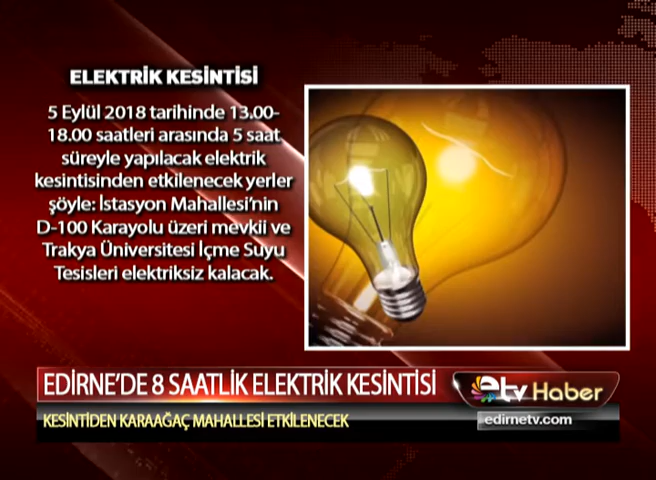 ELEKTRİK KESİNTİSİ
5 Eylül 2018 tarihinde 13.00-
18.00 saatleri arasında 5 saat
süreyle yapılacak elektrik
kesintisinden etkilenecek yerler
şöyle: İstasyon Mahallesi'nin
D-100 Karayolu üzeri mevkii ve
Trakya Üniversitesi İçme Suyu
Tesisleri elektriksiz kalacak.
EDİRNE'DE 8 SAATLİK ELEKTRİK KESİNTİSİ
etv Haber
KESİNTİDEN KARAAĞAÇ MAHALLESİ ETKİLENECEK
edirnetv.com